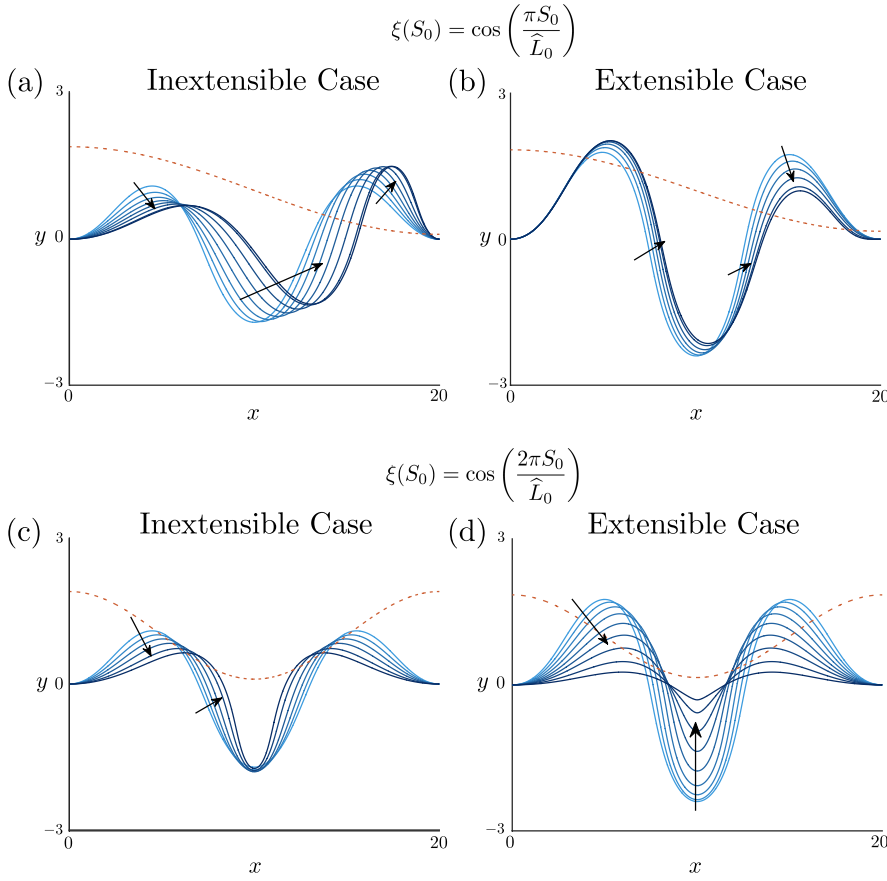 ξ(S₀) = cos(πS₀/L̂₀)
(a) Inextensible Case
(b) Extensible Case
3
y 0
−3
0
20
x
3
y 0
−3
0
20
x
ξ(S₀) = cos(2πS₀/L̂₀)
(c) Inextensible Case
(d) Extensible Case
3
y 0
−3
0
20
x
3
y 0
−3
0
20
x